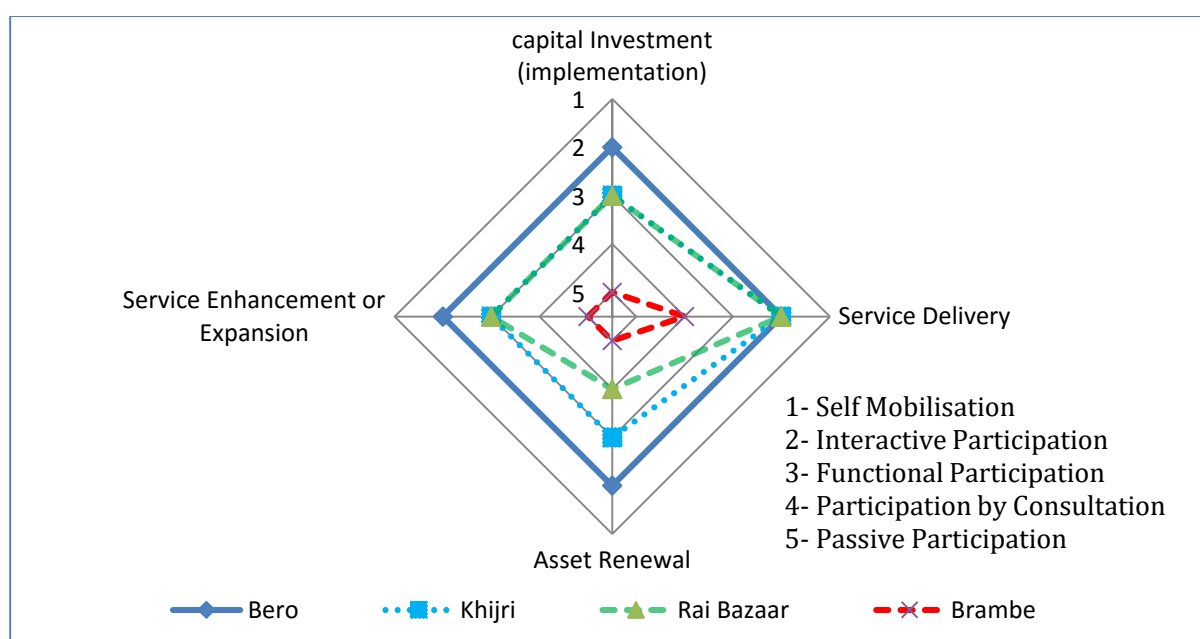 capital Investment
(implementation)
1
2
3
4
5
Service Enhancement or
Expansion
Service Delivery
1- Self Mobilisation
2- Interactive Participation
3- Functional Participation
4- Participation by Consultation
5- Passive Participation
Asset Renewal
Bero Khijri Rai Bazaar Brambe